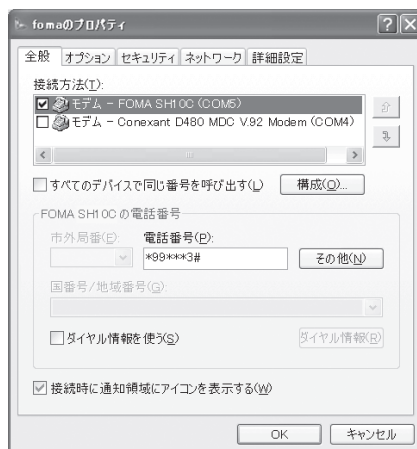 fomaのプロパティ
全般 オプション セキュリティ ネットワーク 詳細設定
接続方法(T):
モデム - FOMA SH10C (COM5)
モデム - Conexant D480 MDC V.92 Modem (COM4)
すべてのデバイスで同じ番号を呼び出す(L) 構成(O)...
FOMA SH10C の電話番号
市外局番(E): 電話番号(P):
*99***3# その他(N)
国番号/地域番号(G):
ダイヤル情報を使う(S) ダイヤル情報(R)
接続時に通知領域にアイコンを表示する(W)
OK キャンセル